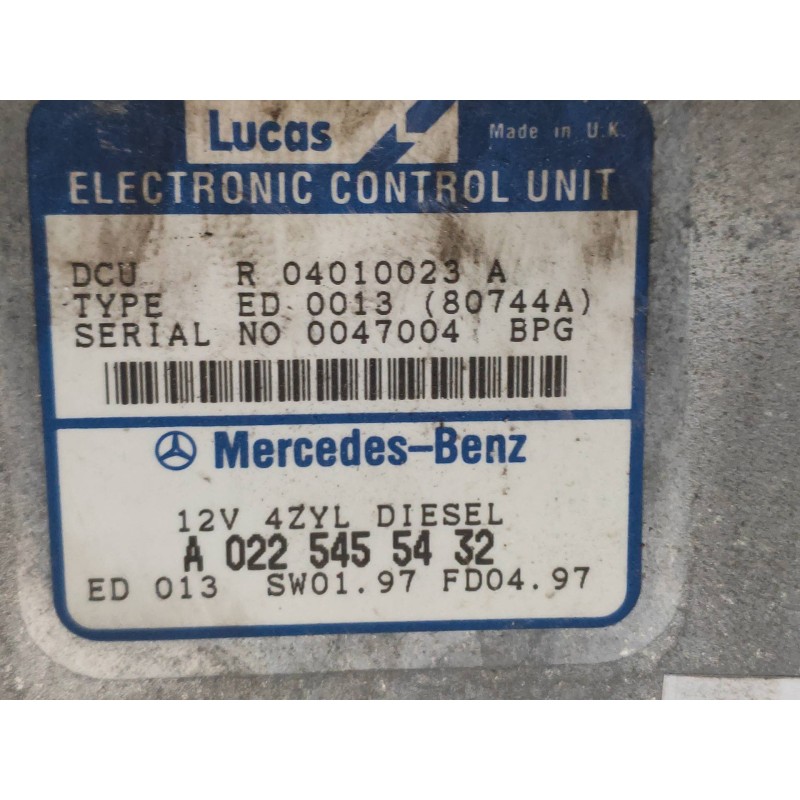 Lucas
Made in U.K.
ELECTRONIC CONTROL UNIT
DCU R 04010023 A
TYPE ED 0013 (80744A)
SERIAL NO 0047004 BPG
Mercedes-Benz
12V 4ZYL DIESEL
A 022 545 54 32
ED 013 SW01.97 FD04.97